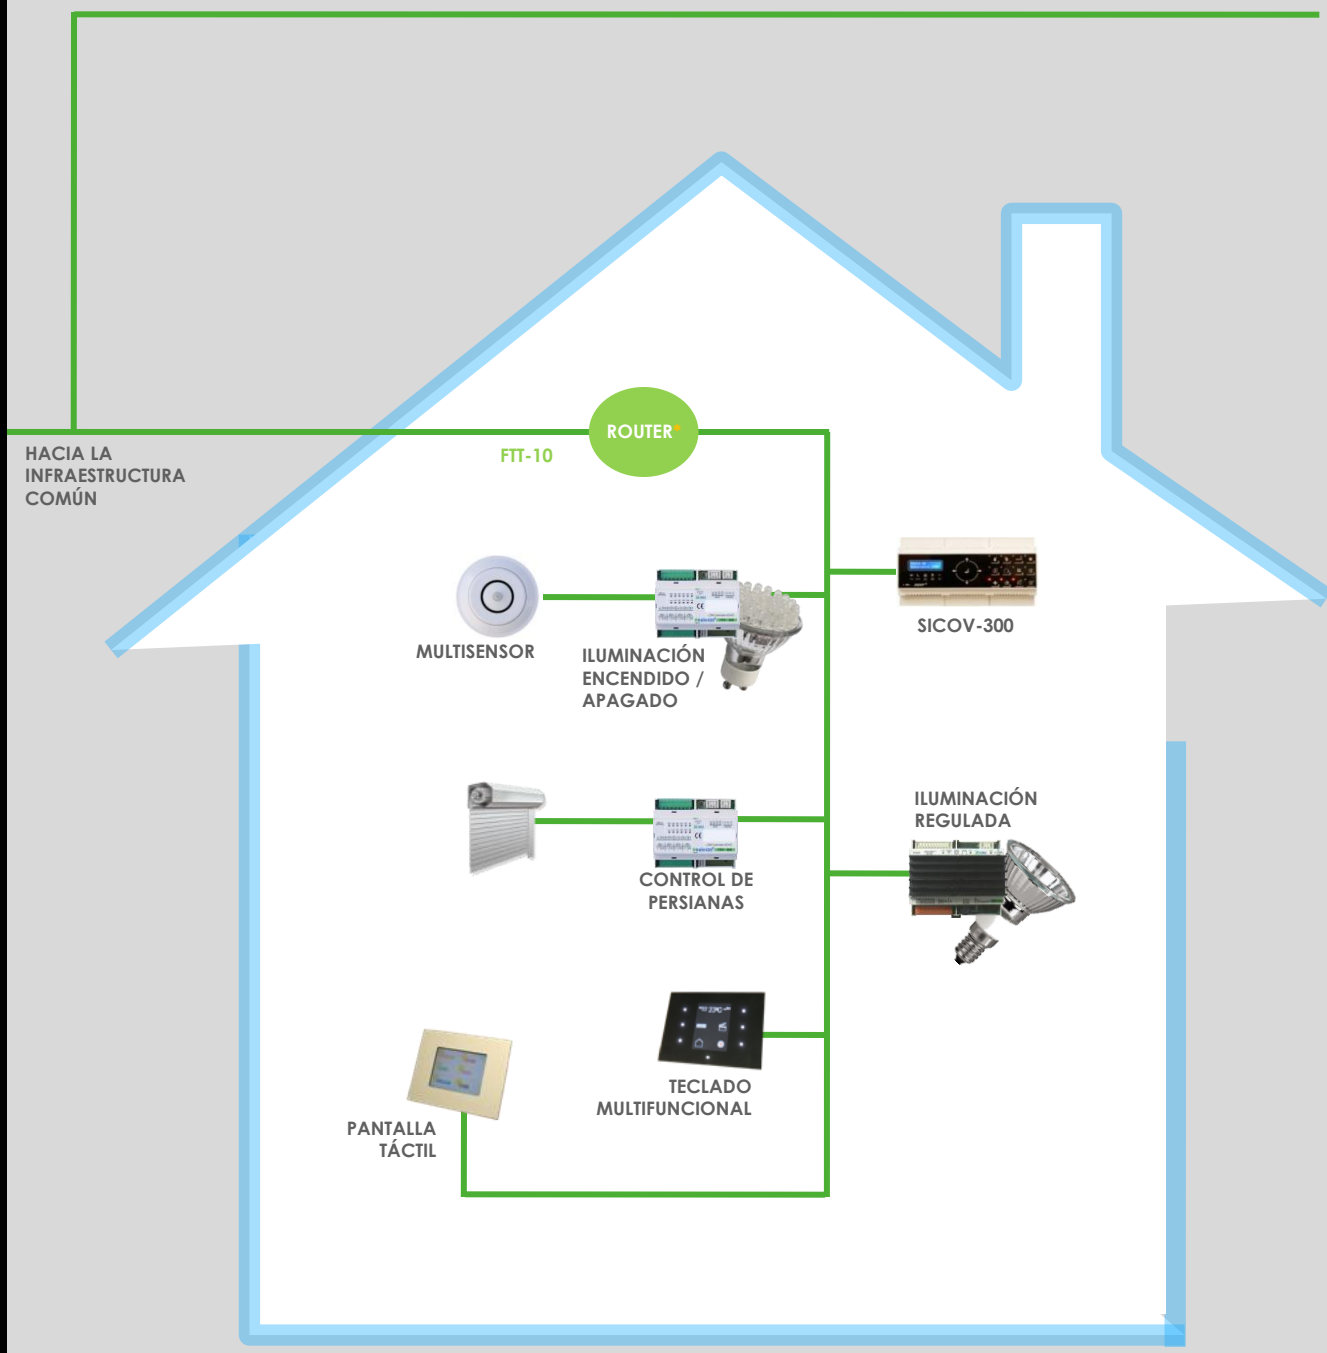 ROUTER*
HACIA LA
INFRAESTRUCTURA
COMÚN
FTT-10
SICOV-300
MULTISENSOR
ILUMINACIÓN
ENCENDIDO /
APAGADO
ILUMINACIÓN
REGULADA
CONTROL DE
PERSIANAS
TECLADO
MULTIFUNCIONAL
PANTALLA
TÁCTIL